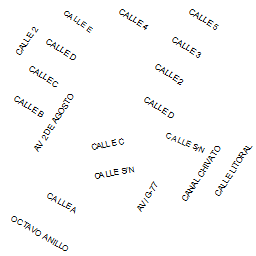 CALLE 2
CALLE E
CALLE 4
CALLE 5
CALLE D
CALLE 3
CALLE C
CALLE 2
CALLE B
AV 2 DE AGOSTO
CALLE D
CALLE C
CALLE S/N
CALLE S/N
AV / G-77
CANAL CHIVATO
CALLE LITORAL
CALLE A
OCTAVO ANILLO